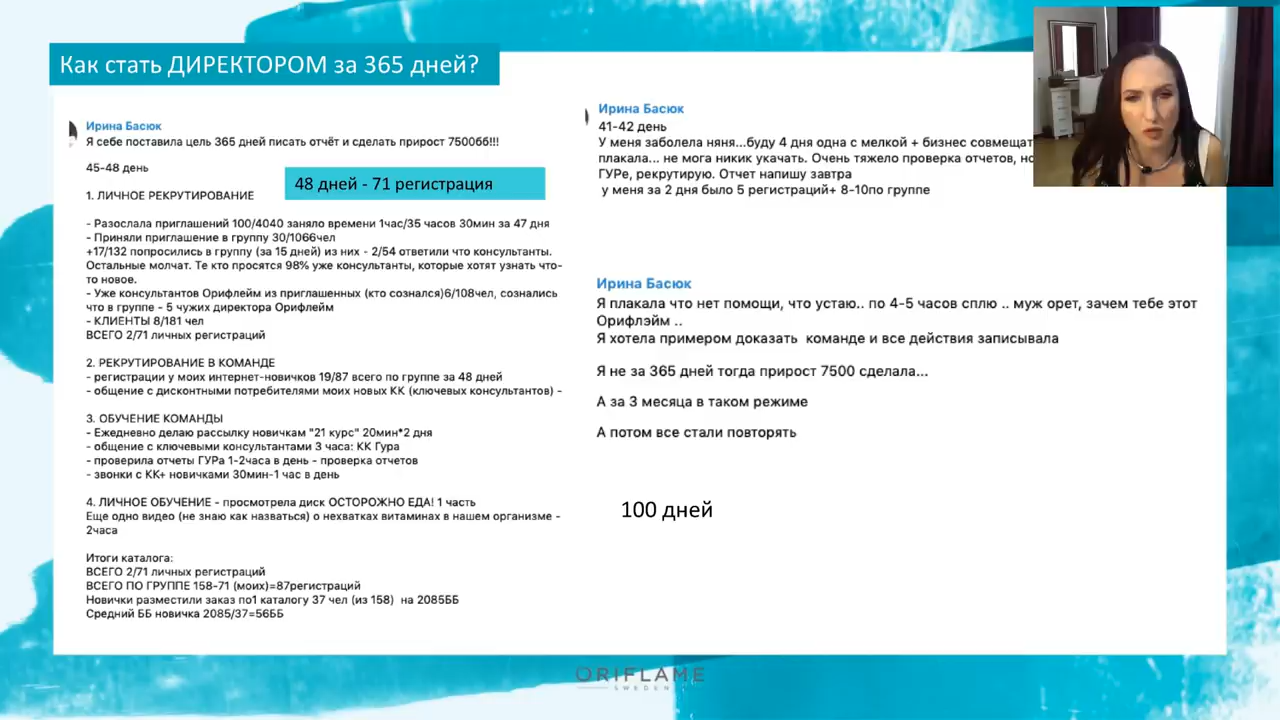 Как стать ДИРЕКТОРОМ за 365 дней?
Ирина Басюк
Я себе поставила цель 365 дней писать отчёт и сделать прирост 7500бб!!!
45-48 день
48 дней - 71 регистрация
1. ЛИЧНОЕ РЕКРУТИРОВАНИЕ
- Разослала приглашений 100/4040 заняло времени 1час/35 часов 30мин за 47 дня
- Приняли приглашение в группу 30/1066чел
+17/132 попросились в группу (за 15 дней) из них - 2/54 ответили что консультанты.
Остальные молчат. Те кто просятся 98% уже консультанты, которые хотят узнать что-
то новое.
- Уже консультантов Орифлейм из приглашенных (кто сознался)6/108чел, сознались
что в группе - 5 чужих директора Орифлейм
- КЛИЕНТЫ 8/181 чел
ВСЕГО 2/71 личных регистраций
2. РЕКРУТИРОВАНИЕ В КОМАНДЕ
- регистрации у моих интернет-новичков 19/87 всего по группе за 48 дней
- общение с дисконтными потребителями моих новых КК (ключевых консультантов) -
3. ОБУЧЕНИЕ КОМАНДЫ
- Ежедневно делаю рассылку новичкам "21 курс" 20мин*2 дня
- общение с ключевыми консультантами 3 часа: КК Гура
- проверила отчеты ГУРа 1-2часа в день - проверка отчетов
- звонки с КК+ новичками 30мин-1 час в день
4. ЛИЧНОЕ ОБУЧЕНИЕ - просмотрела диск ОСТОРОЖНО ЕДА! 1 часть
Еще одно видео (не знаю как назваться) о нехватках витаминах в нашем организме -
2часа
Итоги каталога:
ВСЕГО 2/71 личных регистраций
ВСЕГО ПО ГРУППЕ 158-71 (моих)=87регистраций
Новички разместили заказ по1 каталогу 37 чел (из 158)  на 2085ББ
Средний ББ новичка 2085/37=56ББ
Ирина Басюк
41-42 день
У меня заболела няня...буду 4 дня одна с мелкой + бизнес совмещат
плакала... не мога никик укачать. Очень тяжело проверка отчетов, но
ГУРе, рекрутирую. Отчет напишу завтра
у меня за 2 дня было 5 регистраций+ 8-10по группе
Ирина Басюк
Я плакала что нет помощи, что устаю.. по 4-5 часов сплю .. муж орет, зачем тебе этот
Орифлэйм ..
Я хотела примером доказать  команде и все действия записывала
Я не за 365 дней тогда прирост 7500 сделала...
А за 3 месяца в таком режиме
А потом все стали повторять
100 дней
ORIFLAME
SWEDEN